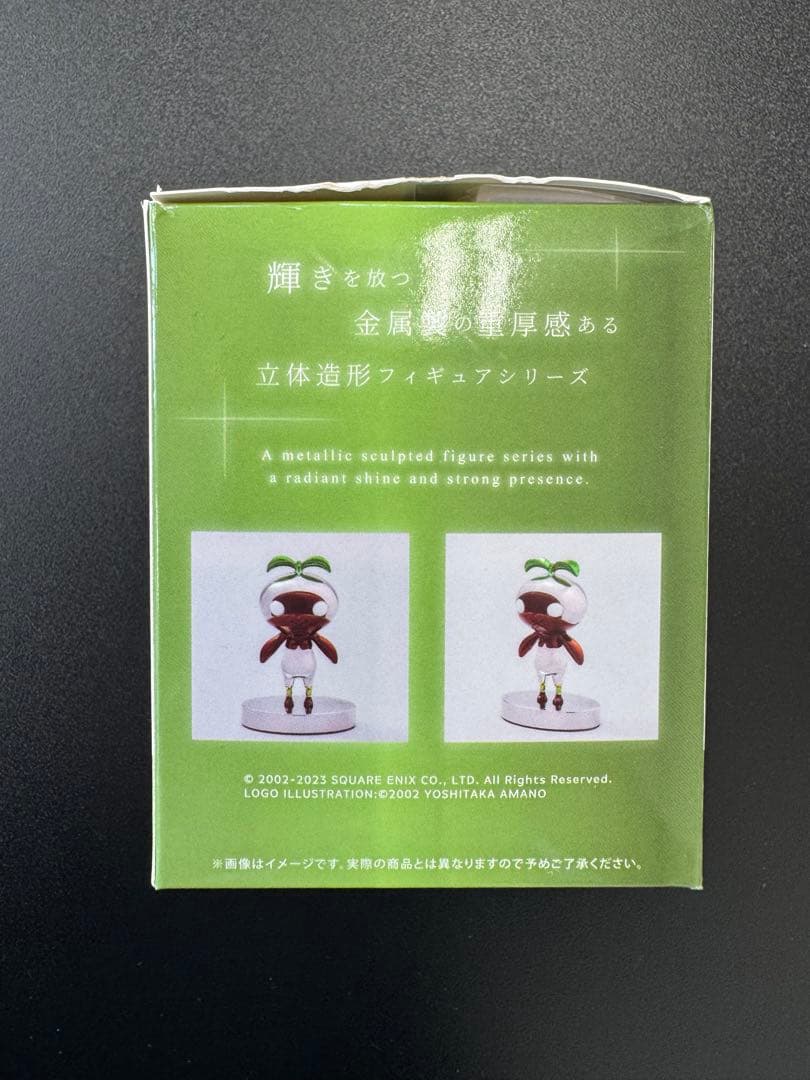 輝きを放つ
金属製の重厚感ある
立体造形フィギュアシリーズ
A metallic sculpted figure series with
a radiant shine and strong presence.
© 2002-2023 SQUARE ENIX CO., LTD. All Rights Reserved.
LOGO ILLUSTRATION:©2002 YOSHITAKA AMANO
※画像はイメージです。実際の商品とは異なりますので予めご了承ください。